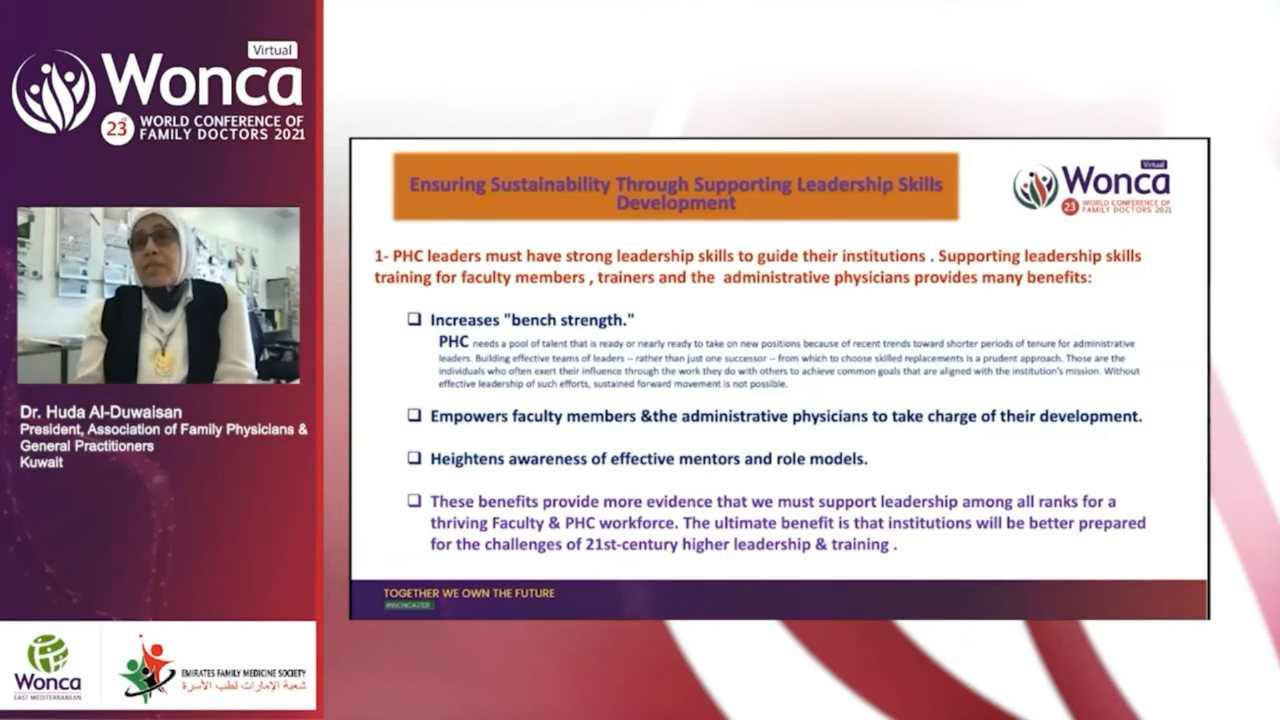 Virtual
Wonca
23rd WORLD CONFERENCE OF
FAMILY DOCTORS 2021
Dr. Huda Al-Duwaisan
President, Association of Family Physicians &
General Practitioners
Kuwait
Wonca
EAST MEDITERRANEAN
EMIRATES FAMILY MEDICINE SOCIETY
شعبة الإمارات لطب الأسرة
Ensuring Sustainability Through Supporting Leadership Skills
Development
Virtual
Wonca
23 WORLD CONFERENCE OF
FAMILY DOCTORS 2021
1- PHC leaders must have strong leadership skills to guide their institutions . Supporting leadership skills
training for faculty members , trainers and the administrative physicians provides many benefits:
❑ Increases "bench strength."
PHC needs a pool of talent that is ready or nearly ready to take on new positions because of recent trends toward shorter periods of tenure for administrative
leaders. Building effective teams of leaders -- rather than just one successor -- from which to choose skilled replacements is a prudent approach. Those are the
individuals who often exert their influence through the work they do with others to achieve common goals that are aligned with the institution's mission. Without
effective leadership of such efforts, sustained forward movement is not possible.
❑ Empowers faculty members &the administrative physicians to take charge of their development.
❑ Heightens awareness of effective mentors and role models.
❑ These benefits provide more evidence that we must support leadership among all ranks for a
thriving Faculty & PHC workforce. The ultimate benefit is that institutions will be better prepared
for the challenges of 21st-century higher leadership & training .
TOGETHER WE OWN THE FUTURE
#WONCA2021